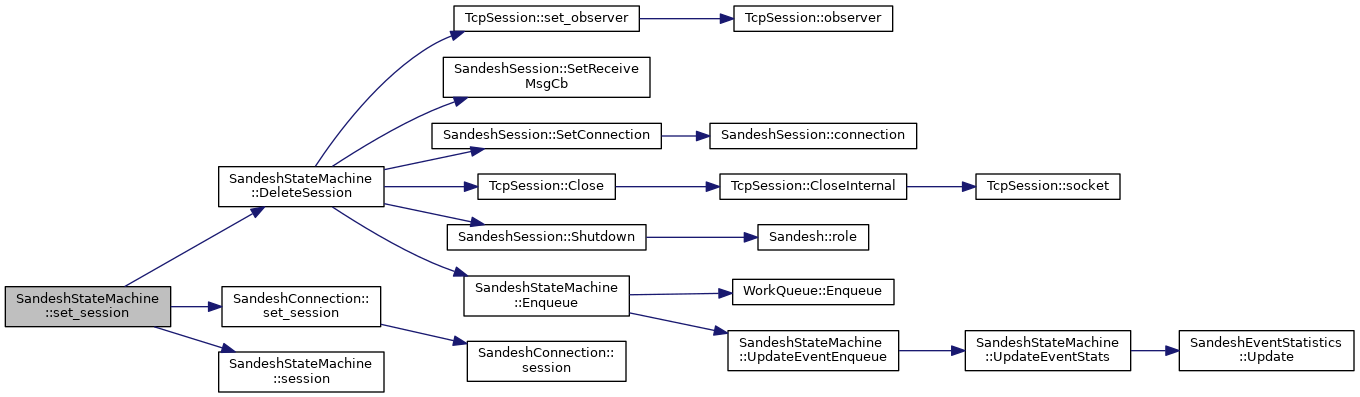 TcpSession::set_observer
TcpSession::observer
SandeshSession::SetReceive
MsgCb
SandeshSession::SetConnection
SandeshSession::connection
SandeshStateMachine
::DeleteSession
TcpSession::Close
TcpSession::CloseInternal
TcpSession::socket
SandeshSession::Shutdown
Sandesh::role
SandeshStateMachine
::set_session
SandeshConnection::
set_session
SandeshStateMachine
::Enqueue
WorkQueue::Enqueue
SandeshStateMachine
::session
SandeshConnection::
session
SandeshStateMachine
::UpdateEventEnqueue
SandeshStateMachine
::UpdateEventStats
SandeshEventStatistics
::Update